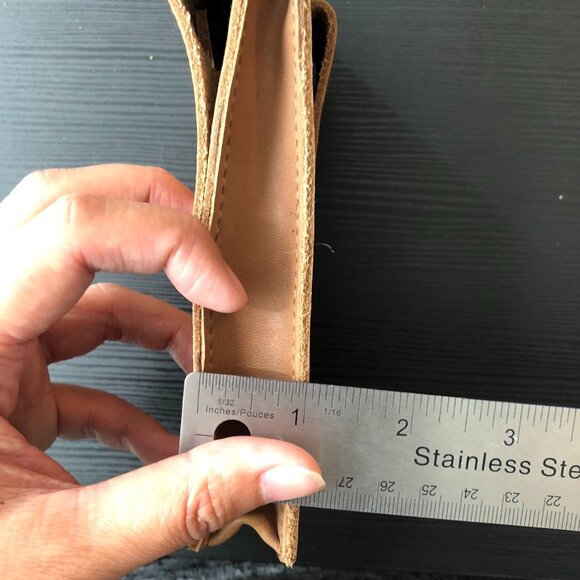 1/32
Inches/Pouces 1 1/16 2 3
Stainless Ste
27 26 25 24 23 22